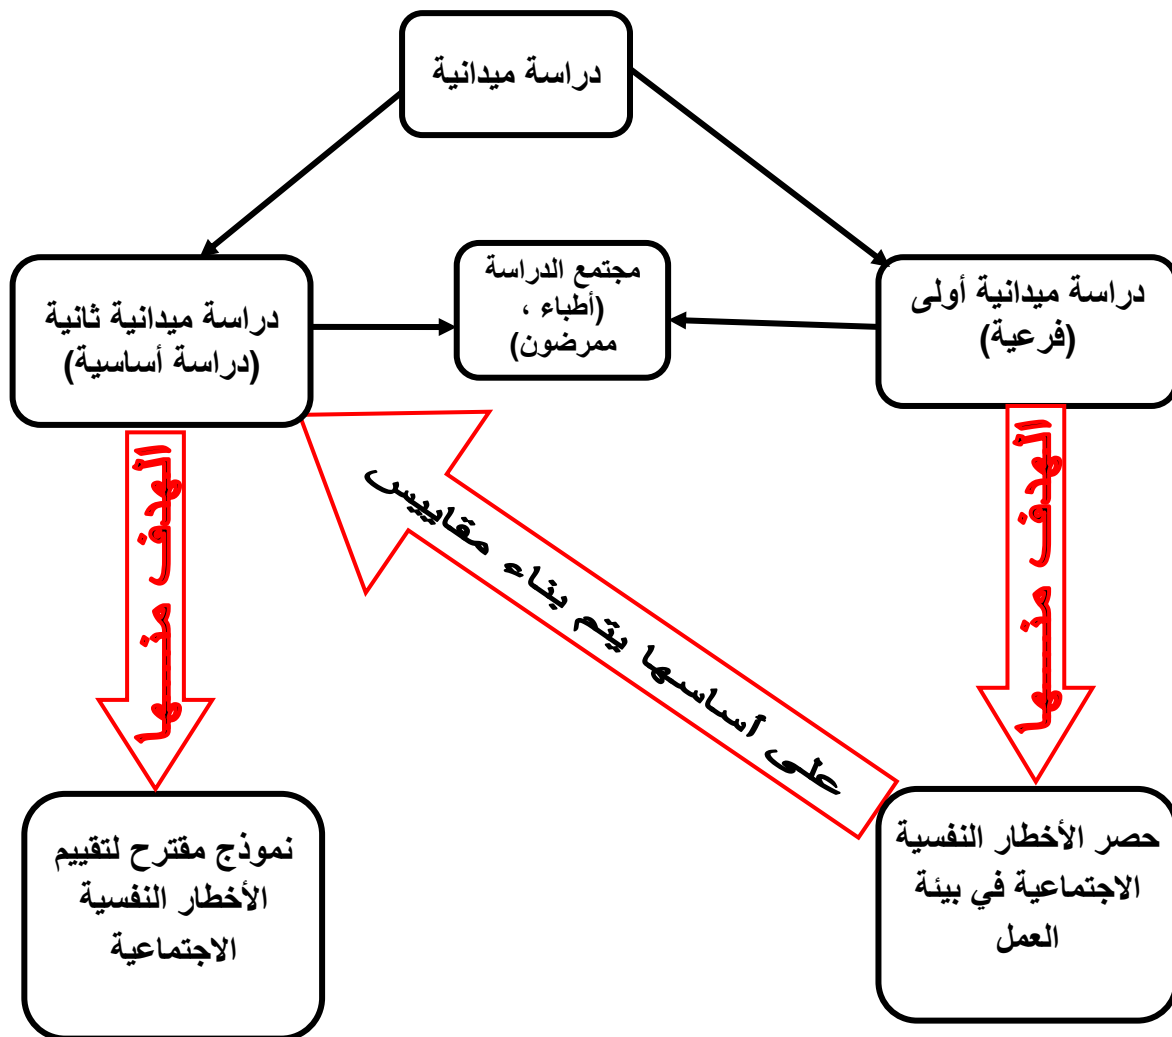 دراسة ميدانية
دراسة ميدانية أولى
(فرعية)
مجتمع الدراسة
(أطباء ،
ممرضون)
دراسة ميدانية ثانية
(دراسة أساسية)
الهدف منها
على أساسها يتم بناء مقاييس
الهدف منها
حصر الأخطار النفسية
الاجتماعية في بيئة
العمل
نموذج مقترح لتقييم
الأخطار النفسية
الاجتماعية